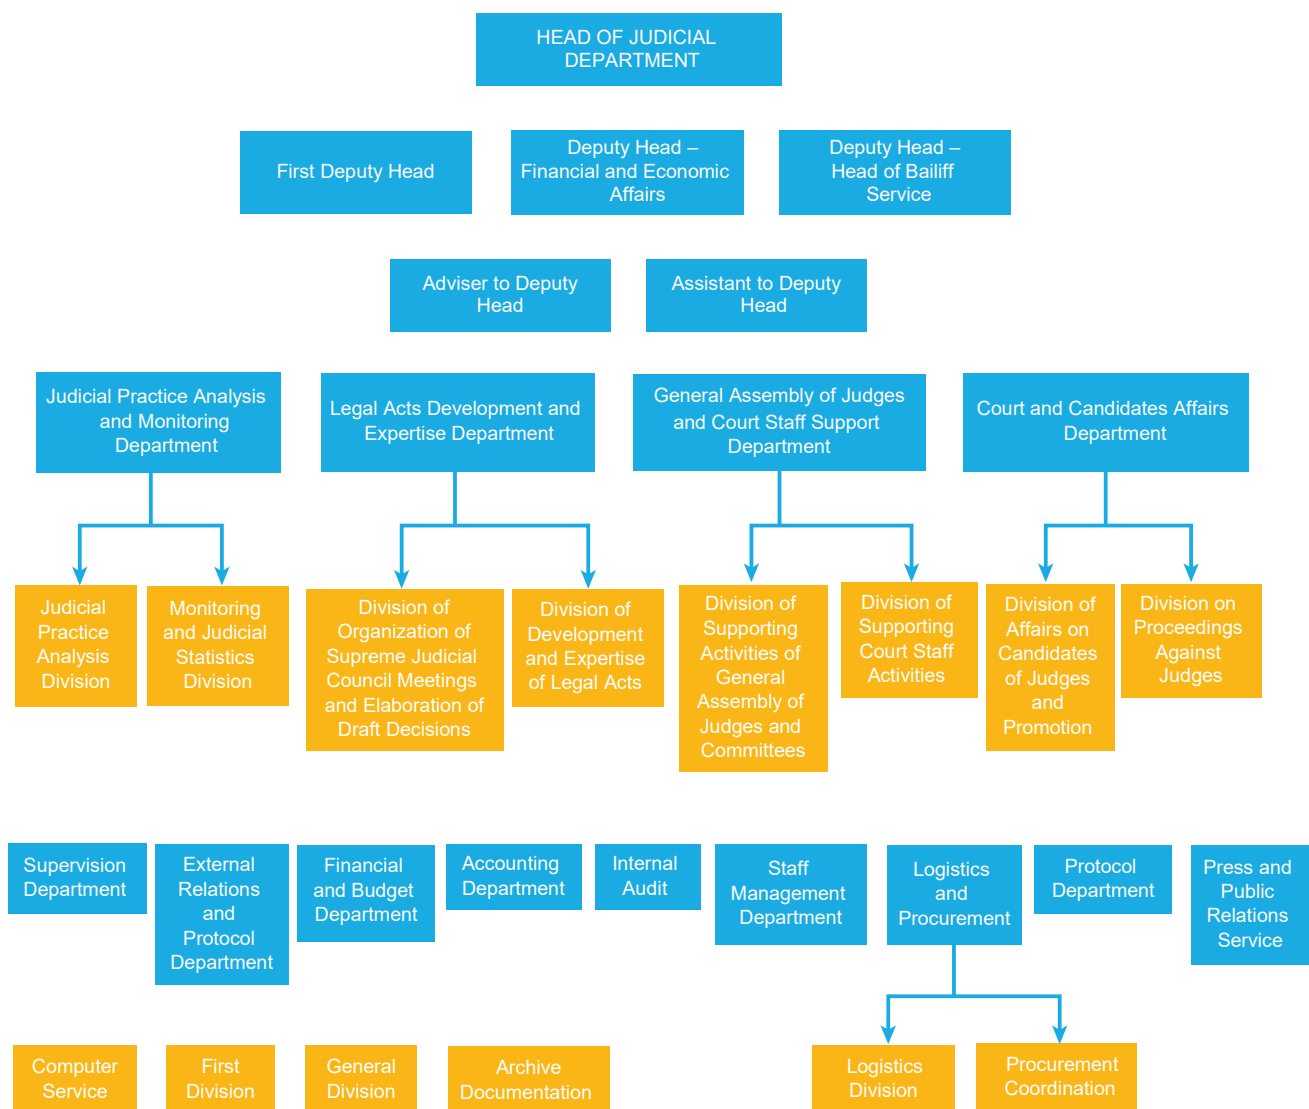 HEAD OF JUDICIAL
DEPARTMENT
First Deputy Head
Deputy Head –
Financial and Economic
Affairs
Deputy Head –
Head of Bailiff
Service
Adviser to Deputy
Head
Assistant to Deputy
Head
Judicial Practice Analysis
and Monitoring
Department
Legal Acts Development and
Expertise Department
General Assembly of Judges
and Court Staff Support
Department
Court and Candidates Affairs
Department
Judicial
Practice
Analysis
Division
Monitoring
and Judicial
Statistics
Division
Division of
Organization of
Supreme Judicial
Council Meetings
and Elaboration of
Draft Decisions
Division of
Development
and Expertise
of Legal Acts
Division of
Supporting
Activities of
General
Assembly of
Judges and
Committees
Division of
Supporting
Court Staff
Activities
Division of
Affairs on
Candidates
of Judges
and
Promotion
Division on
Proceedings
Against
Judges
Supervision
Department
External
Relations
and
Protocol
Department
Financial
and Budget
Department
Accounting
Department
Internal
Audit
Staff
Management
Department
Logistics
and
Procurement
Protocol
Department
Press and
Public
Relations
Service
Computer
Service
First
Division
General
Division
Archive
Documentation
Logistics
Division
Procurement
Coordination